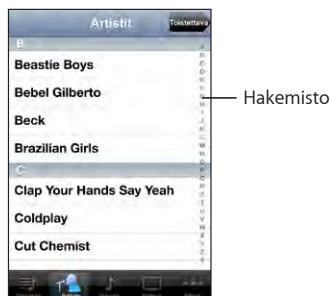 Artistit
Toistettava
B
Beastie Boys
Bebel Gilberto
Beck
Brazilian Girls
C
Clap Your Hands Say Yeah
Coldplay
Cut Chemist
Hakemisto